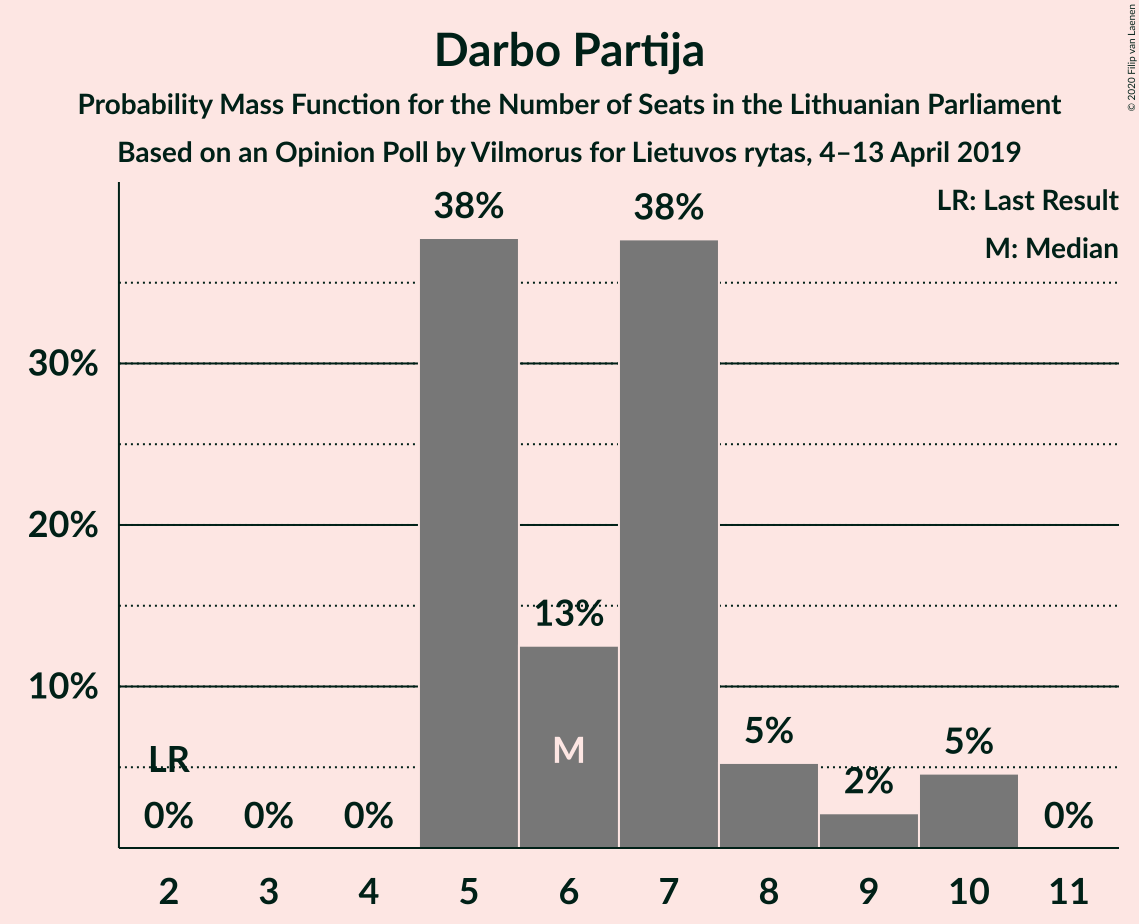 Darbo Partija
Probability Mass Function for the Number of Seats in the Lithuanian Parliament
Based on an Opinion Poll by Vilmorus for Lietuvos rytas, 4–13 April 2019
© 2020 Filip van Laenen
LR: Last Result
M: Median
38%
38%
30%
20%
13%
10%
M
LR
5%
5%
2%
0%
0%
0%
0%
2
3
4
5
6
7
8
9
10
11